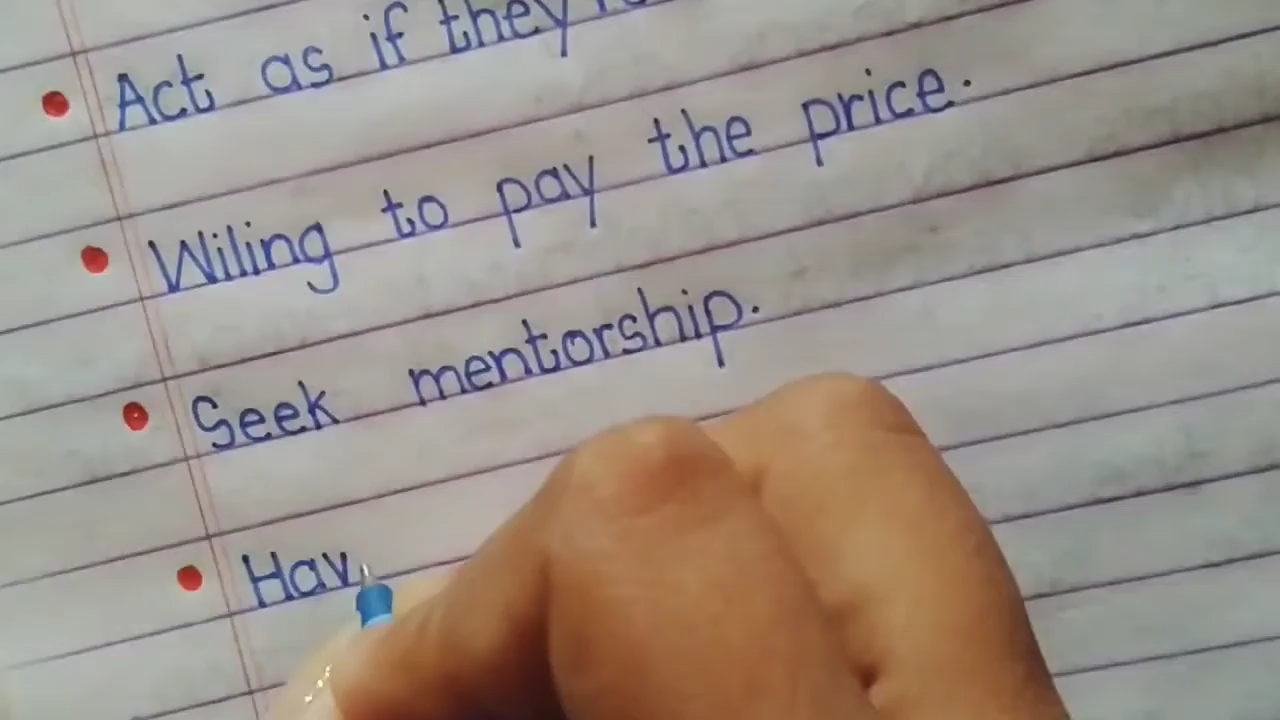 Act as if they
Wiling to pay the price.
Seek mentorship.
Hav